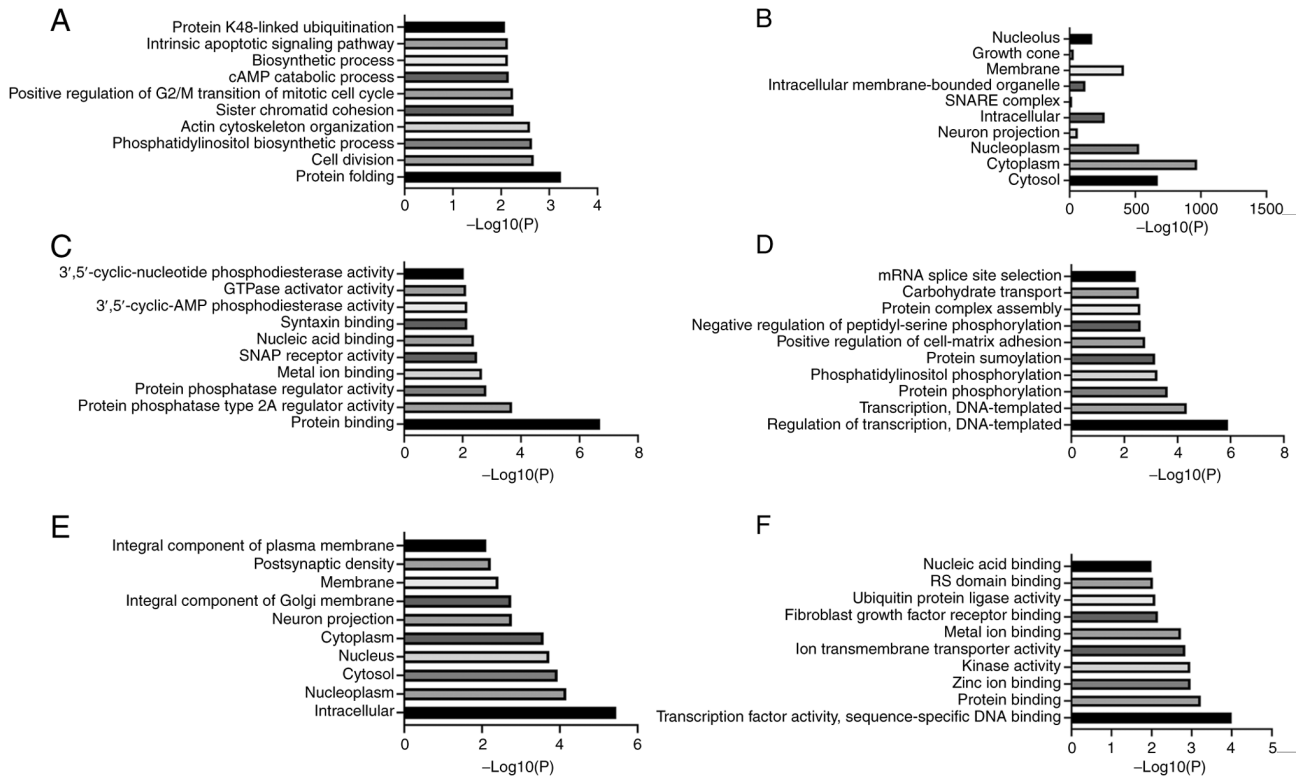 A
Protein K48-linked ubiquitination
Intrinsic apoptotic signaling pathway
Biosynthetic process
cAMP catabolic process
Positive regulation of G2/M transition of mitotic cell cycle
Sister chromatid cohesion
Actin cytoskeleton organization
Phosphatidylinositol biosynthetic process
Cell division
Protein folding
0 1 2 3 4
–Log10(P)
B
Nucleolus
Growth cone
Membrane
Intracellular membrane-bounded organelle
SNARE complex
Intracellular
Neuron projection
Nucleoplasm
Cytoplasm
Cytosol
0 500 1000 1500
–Log10(P)
C
3′,5′-cyclic-nucleotide phosphodiesterase activity
GTPase activator activity
3′,5′-cyclic-AMP phosphodiesterase activity
Syntaxin binding
Nucleic acid binding
SNAP receptor activity
Metal ion binding
Protein phosphatase regulator activity
Protein phosphatase type 2A regulator activity
Protein binding
0 2 4 6 8
–Log10(P)
D
mRNA splice site selection
Carbohydrate transport
Protein complex assembly
Negative regulation of peptidyl-serine phosphorylation
Positive regulation of cell-matrix adhesion
Protein sumoylation
Phosphatidylinositol phosphorylation
Protein phosphorylation
Transcription, DNA-templated
Regulation of transcription, DNA-templated
0 2 4 6 8
–Log10(P)
E
Integral component of plasma membrane
Postsynaptic density
Membrane
Integral component of Golgi membrane
Neuron projection
Cytoplasm
Nucleus
Cytosol
Nucleoplasm
Intracellular
0 2 4 6
–Log10(P)
F
Nucleic acid binding
RS domain binding
Ubiquitin protein ligase activity
Fibroblast growth factor receptor binding
Metal ion binding
Ion transmembrane transporter activity
Kinase activity
Zinc ion binding
Protein binding
Transcription factor activity, sequence-specific DNA binding
0 1 2 3 4 5
–Log10(P)